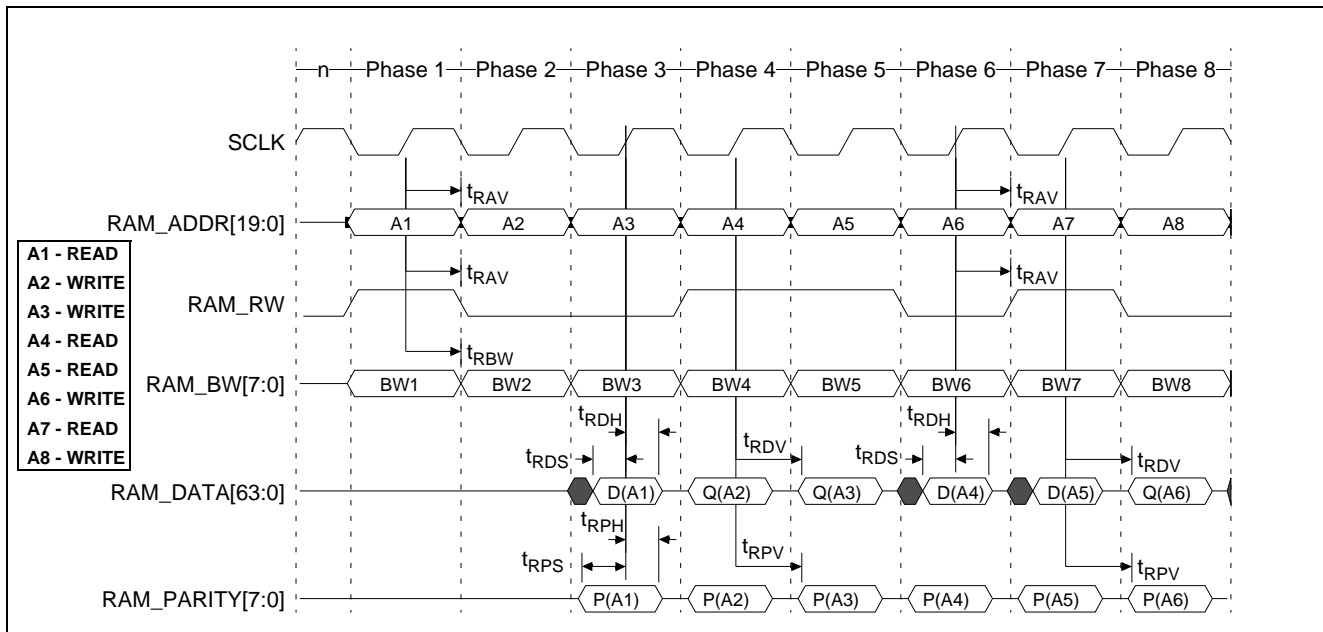 n Phase 1 Phase 2 Phase 3 Phase 4 Phase 5 Phase 6 Phase 7 Phase 8
SCLK
tRAV tRAV
RAM_ADDR[19:0] A1 A2 A3 A4 A5 A6 A7 A8
A1 - READ
A2 - WRITE
A3 - WRITE
A4 - READ
A5 - READ
A6 - WRITE
A7 - READ
A8 - WRITE
tRAV tRAV
RAM_RW
tRBW
RAM_BW[7:0] BW1 BW2 BW3 BW4 BW5 BW6 BW7 BW8
tRDH tRDH
tRDS tRDV tRDS tRDV
RAM_DATA[63:0] D(A1) Q(A2) Q(A3) D(A4) D(A5) Q(A6)
tRPH
tRPS tRPV tRPV
RAM_PARITY[7:0] P(A1) P(A2) P(A3) P(A4) P(A5) P(A6)